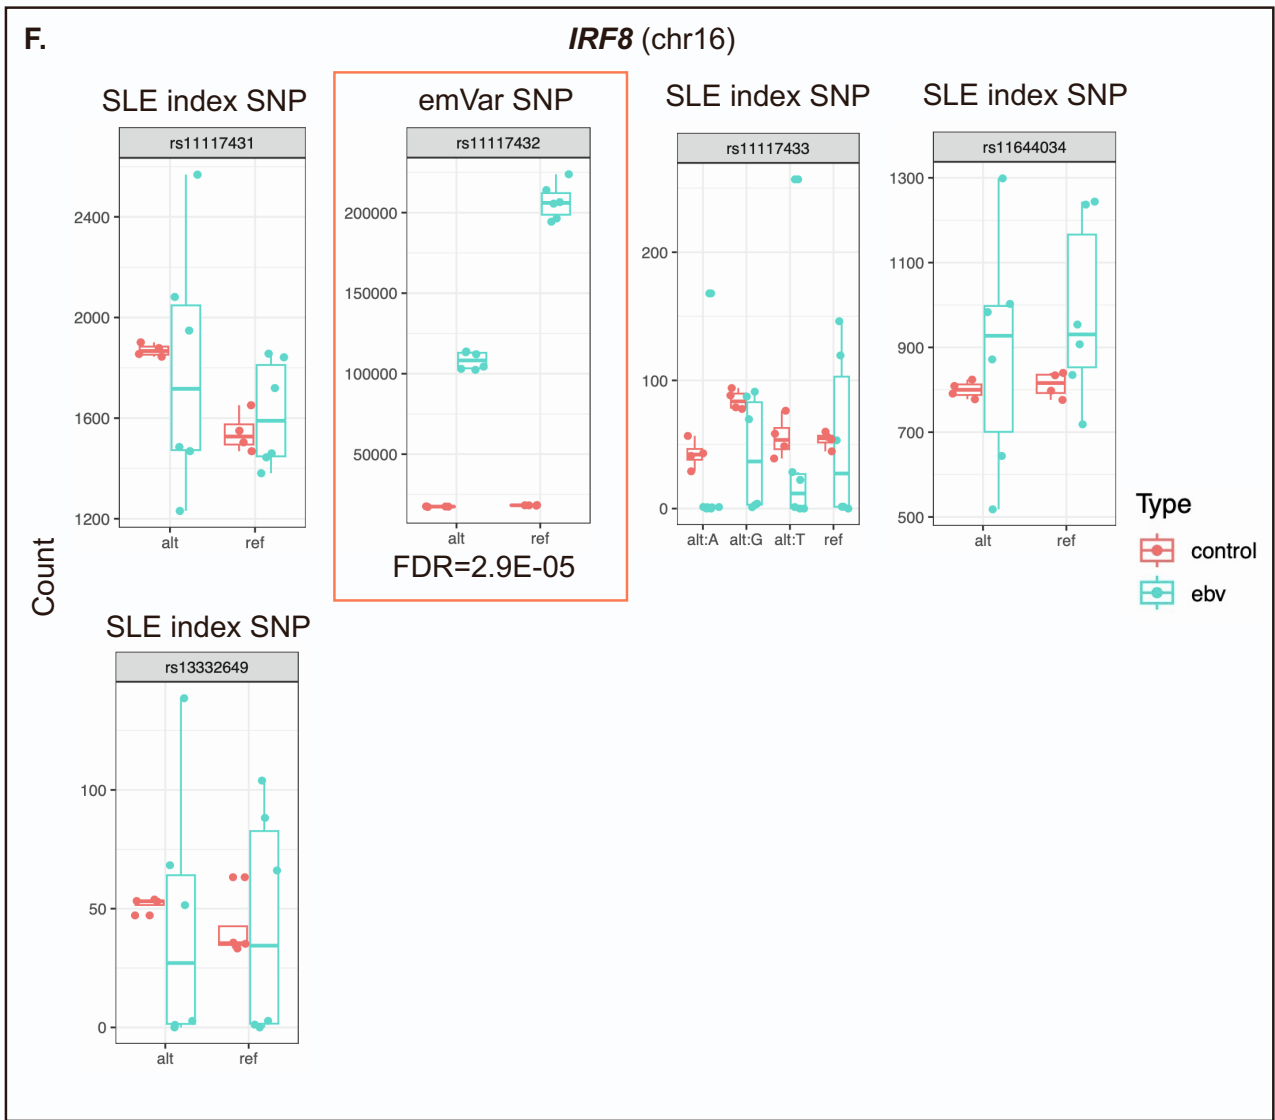 F.
IRF8 (chr16)
SLE index SNP
emVar SNP
SLE index SNP
SLE index SNP
rs11117431
rs11117432
rs11117433
rs11644034
2400
2000
1600
1200
alt
ref
200000
150000
100000
50000
alt
ref
FDR=2.9E-05
200
100
0
alt:A
alt:G
alt:T
ref
1300
1100
900
700
500
alt
ref
Type
control
ebv
Count
SLE index SNP
rs13332649
100
50
0
alt
ref